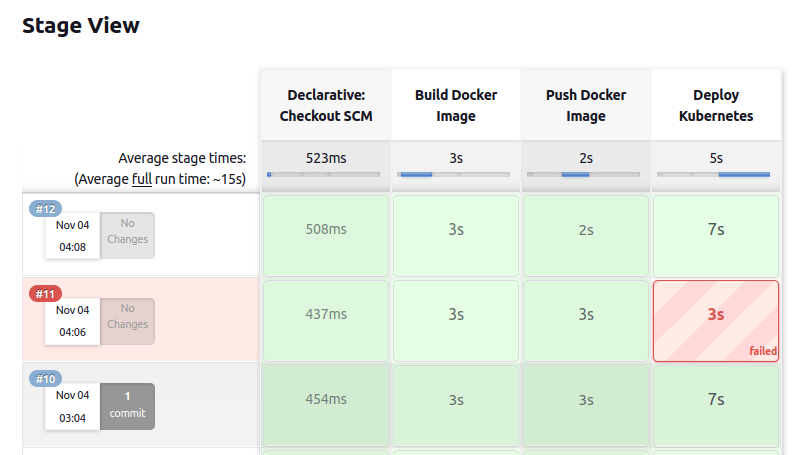 Stage View
Declarative: Checkout SCM
Build Docker Image
Push Docker Image
Deploy Kubernetes
Average stage times:
(Average full run time: ~15s)
523ms
3s
2s
5s
#12
Nov 04
04:08
No Changes
508ms
3s
2s
7s
#11
Nov 04
04:06
No Changes
437ms
3s
3s
3s
failed
#10
Nov 04
03:04
1 commit
454ms
3s
3s
7s